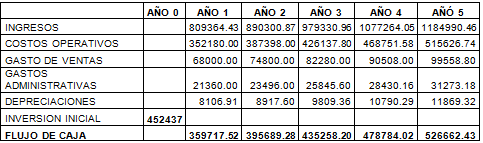 AÑO 0 AÑO 1 AÑO 2 AÑO 3 AÑO 4 AÑO 5
INGRESOS 809364.43 890300.87 979330.96 1077264.05 1184990.46
COSTOS OPERATIVOS 352180.00 387398.00 426137.80 468751.58 515626.74
GASTO DE VENTAS 68000.00 74800.00 82280.00 90508.00 99558.80
GASTOS
ADMINISTRATIVAS 21360.00 23496.00 25845.60 28430.16 31273.18
DEPRECIACIONES 8106.91 8917.60 9809.36 10790.29 11869.32
INVERSION INICIAL 452437
FLUJO DE CAJA 359717.52 395689.28 435258.20 478784.02 526662.43